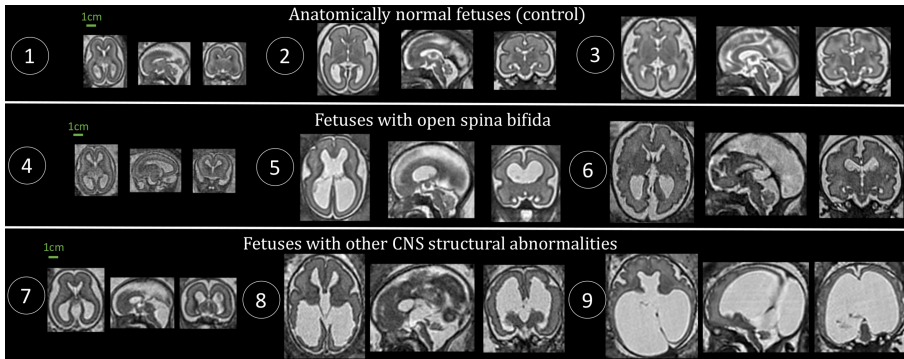 Anatomically normal fetuses (control)
1cm
1
2
3
Fetuses with open spina bifida
1cm
4
5
6
Fetuses with other CNS structural abnormalities
1cm
7
8
9